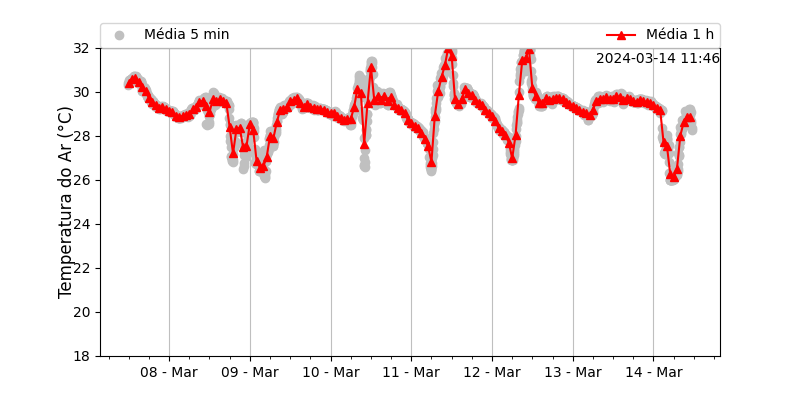 Média 5 min
Média 1 h
2024-03-14 11:46
Temperatura do Ar (°C)
32
30
28
26
24
22
20
18
08 - Mar
09 - Mar
10 - Mar
11 - Mar
12 - Mar
13 - Mar
14 - Mar